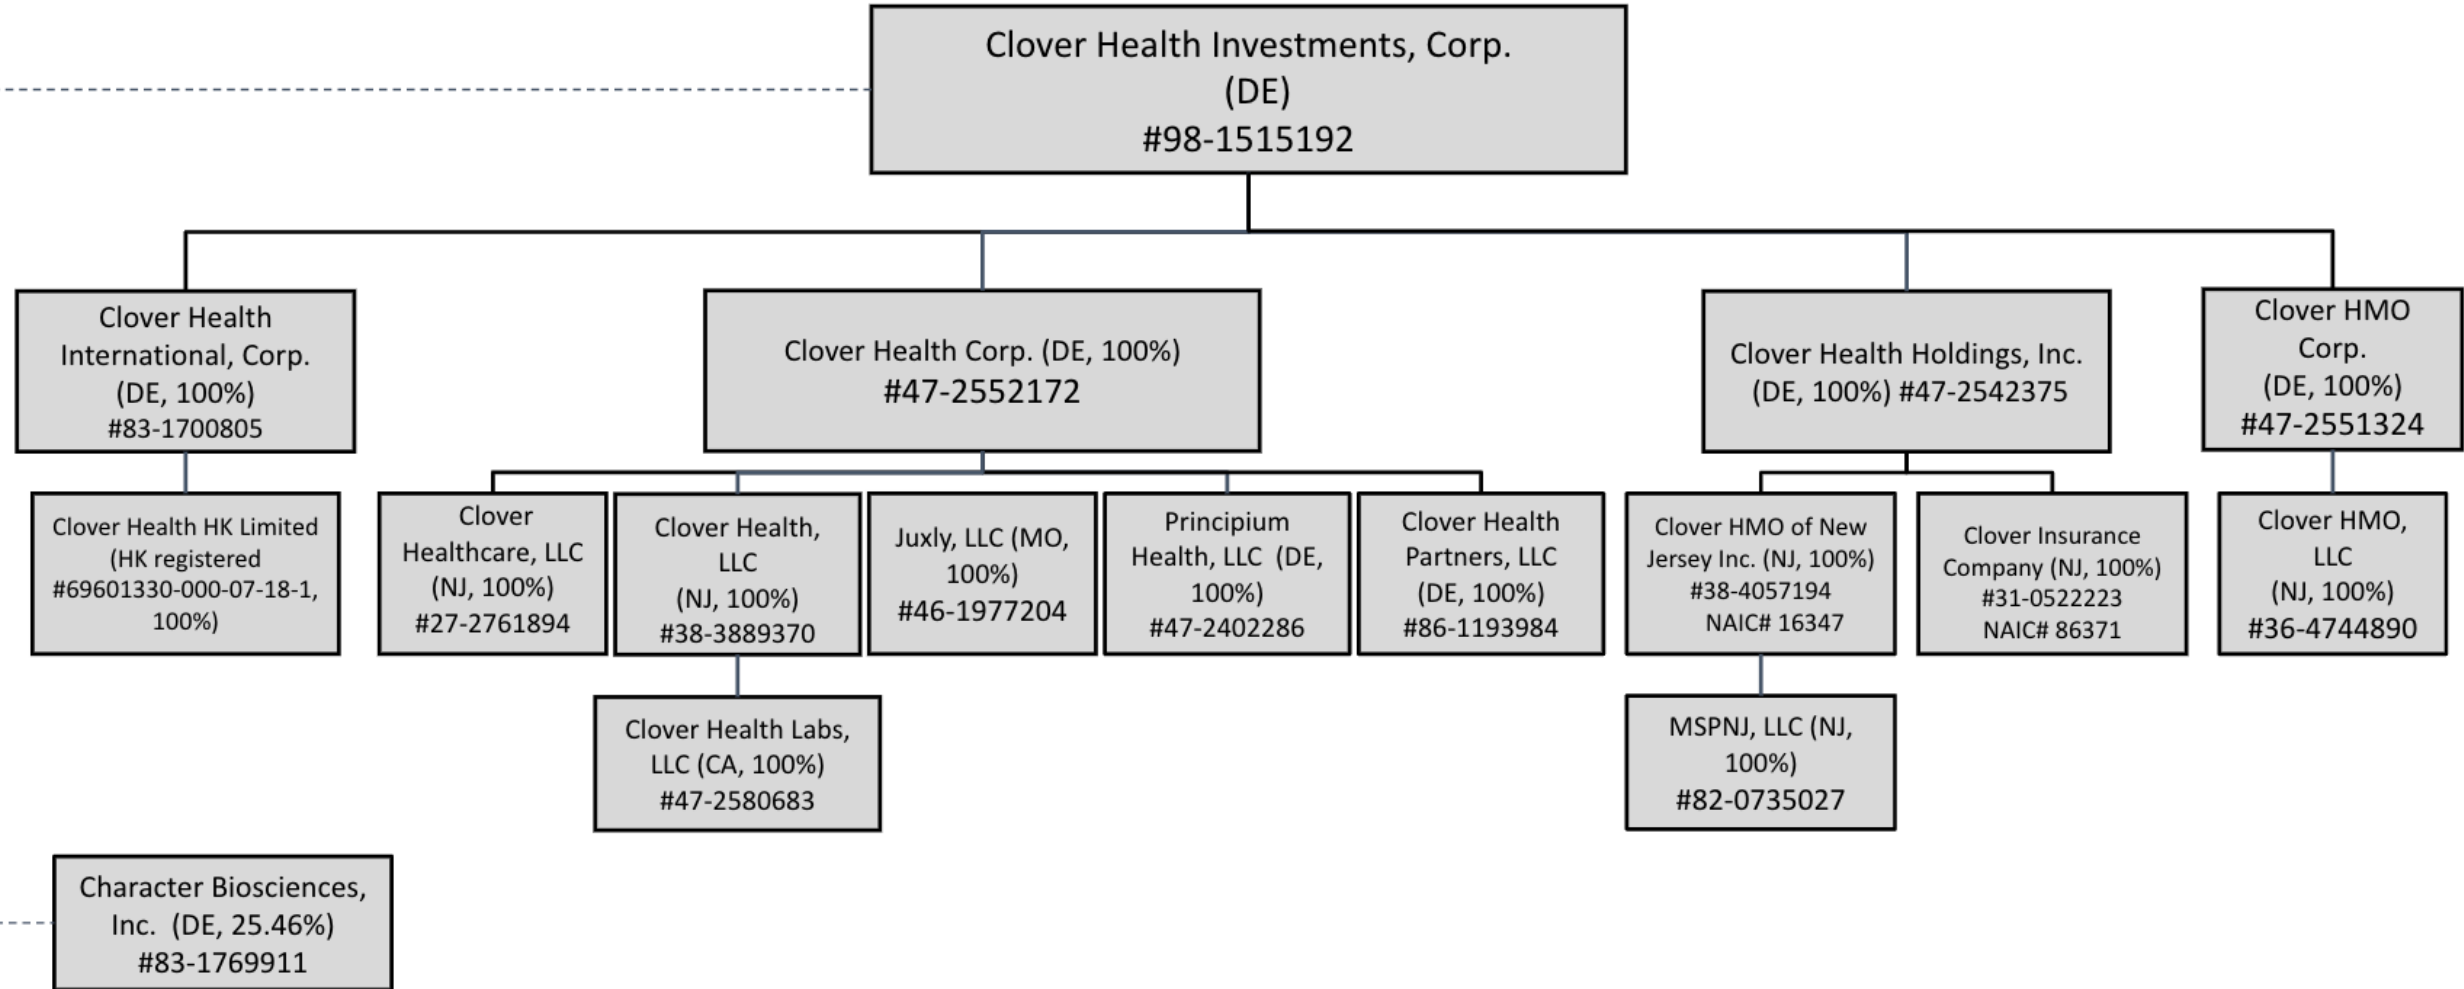 Clover Health Investments, Corp.
(DE)
#98-1515192
Clover Health
International, Corp.
(DE, 100%)
#83-1700805
Clover Health Corp. (DE, 100%)
#47-2552172
Clover Health Holdings, Inc.
(DE, 100%) #47-2542375
Clover HMO
Corp.
(DE, 100%)
#47-2551324
Clover Health HK Limited
(HK registered
#69601330-000-07-18-1,
100%)
Clover
Healthcare, LLC
(NJ, 100%)
#27-2761894
Clover Health,
LLC
(NJ, 100%)
#38-3889370
Juxly, LLC (MO,
100%)
#46-1977204
Principium
Health, LLC (DE,
100%)
#47-2402286
Clover Health
Partners, LLC
(DE, 100%)
#86-1193984
Clover HMO of New
Jersey Inc. (NJ, 100%)
#38-4057194
NAIC# 16347
Clover Insurance
Company (NJ, 100%)
#31-0522223
NAIC# 86371
Clover HMO,
LLC
(NJ, 100%)
#36-4744890
Clover Health Labs,
LLC (CA, 100%)
#47-2580683
MSPNJ, LLC (NJ,
100%)
#82-0735027
Character Biosciences,
Inc. (DE, 25.46%)
#83-1769911